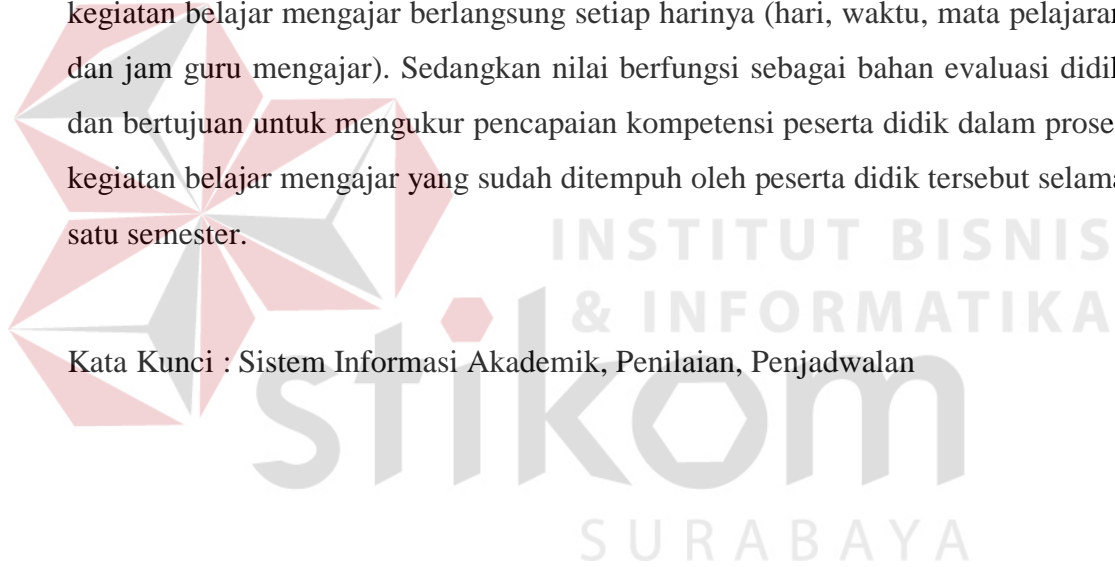 kegiatan belajar mengajar berlangsung setiap harinya (hari, waktu, mata pelajaran
dan jam guru mengajar). Sedangkan nilai berfungsi sebagai bahan evaluasi didik
dan bertujuan untuk mengukur pencapaian kompetensi peserta didik dalam proses
kegiatan belajar mengajar yang sudah ditempuh oleh peserta didik tersebut selama
satu semester.
INSTITUT BISNIS
& INFORMATIKA
Kata Kunci : Sistem Informasi Akademik, Penilaian, Penjadwalan
stikom
SURABAYA